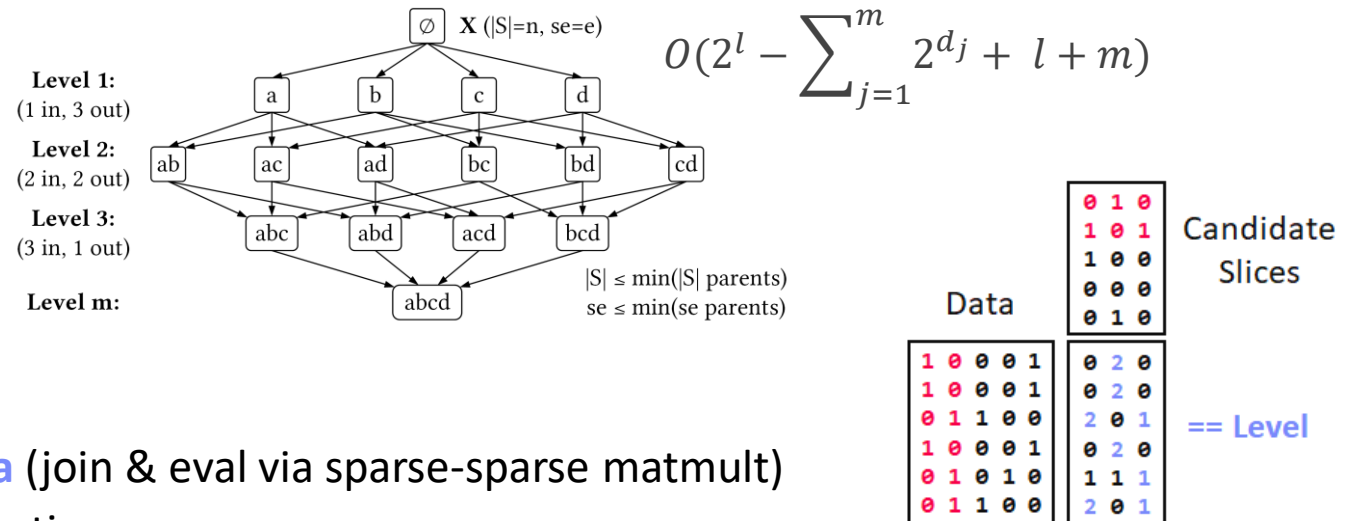 ∅ X (|S|=n, se=e)
O(2^l − ∑_{j=1}^m 2^{d_j} + l + m)
Level 1:
(1 in, 3 out)
a b c d
Level 2:
(2 in, 2 out)
ab ac ad bc bd cd
Level 3:
(3 in, 1 out)
abc abd acd bcd
Level m:
abcd
|S| ≤ min(|S| parents)
se ≤ min(se parents)
0 1 0
1 0 1
1 0 0
0 0 0
0 1 0
Candidate
Slices
Data
1 0 0 0 1
1 0 0 0 1
0 1 1 0 0
1 0 0 0 1
0 1 0 1 0
0 1 1 0 0
0 2 0
0 2 0
2 0 1
0 2 0
1 1 1
2 0 1
== Level
a (join & eval via sparse-sparse matmult)